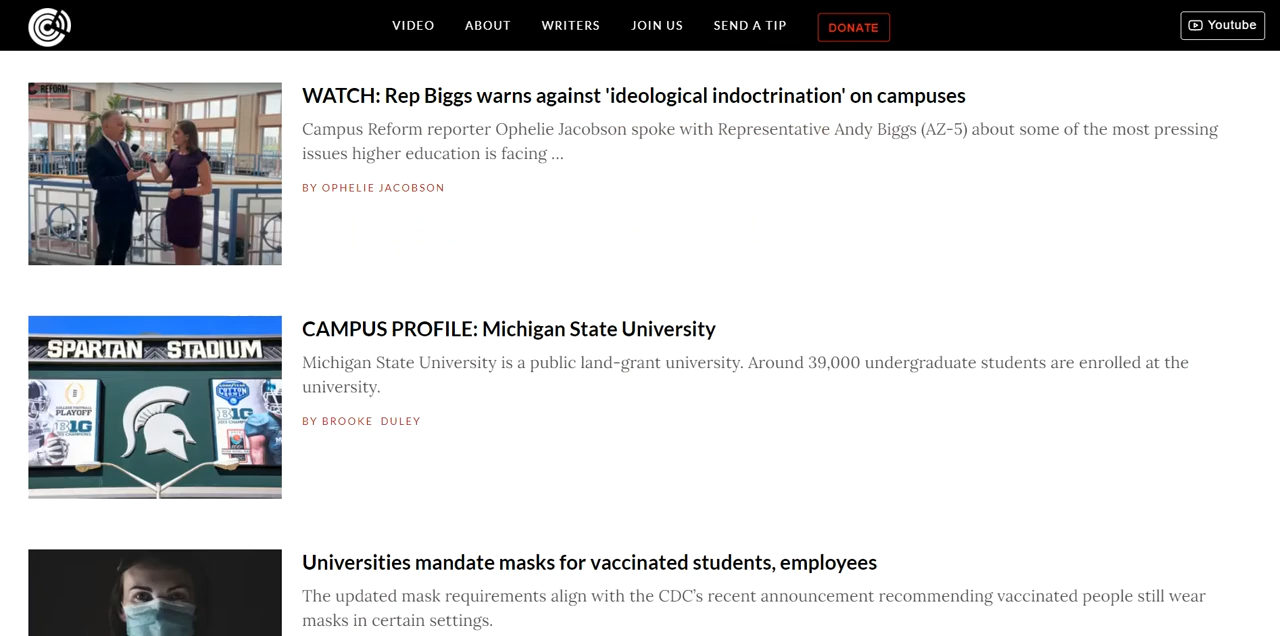 VIDEO ABOUT WRITERS JOIN US SEND A TIP DONATE Youtube
REFORM
WATCH: Rep Biggs warns against 'ideological indoctrination' on campuses
Campus Reform reporter Ophelie Jacobson spoke with Representative Andy Biggs (AZ-5) about some of the most pressing
issues higher education is facing ...
BY OPHELIE JACOBSON
SPARTAN STADIUM
PLAYOFF
B1G
COTTON
B1G
CAMPUS PROFILE: Michigan State University
Michigan State University is a public land-grant university. Around 39,000 undergraduate students are enrolled at the
university.
BY BROOKE DULEY
Universities mandate masks for vaccinated students, employees
The updated mask requirements align with the CDC’s recent announcement recommending vaccinated people still wear
masks in certain settings.